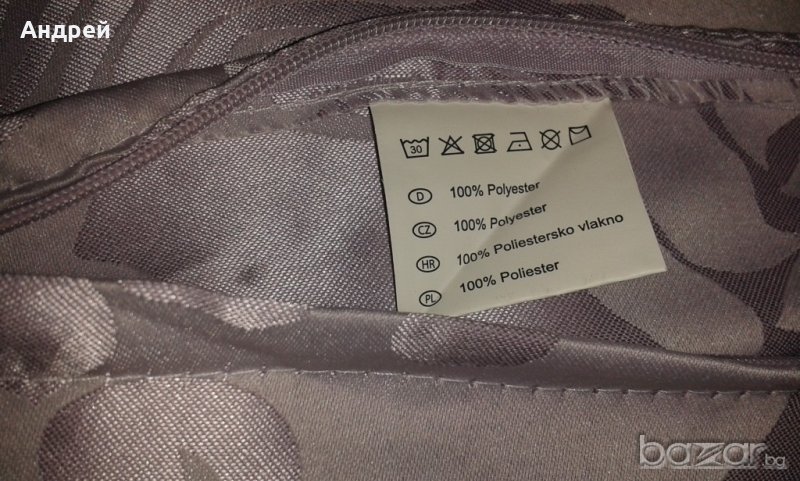 Андрей
30
D 100% Polyester
CZ 100% Polyester
HR 100% Poliestersko vlakno
PL 100% Poliester
bazar.bg